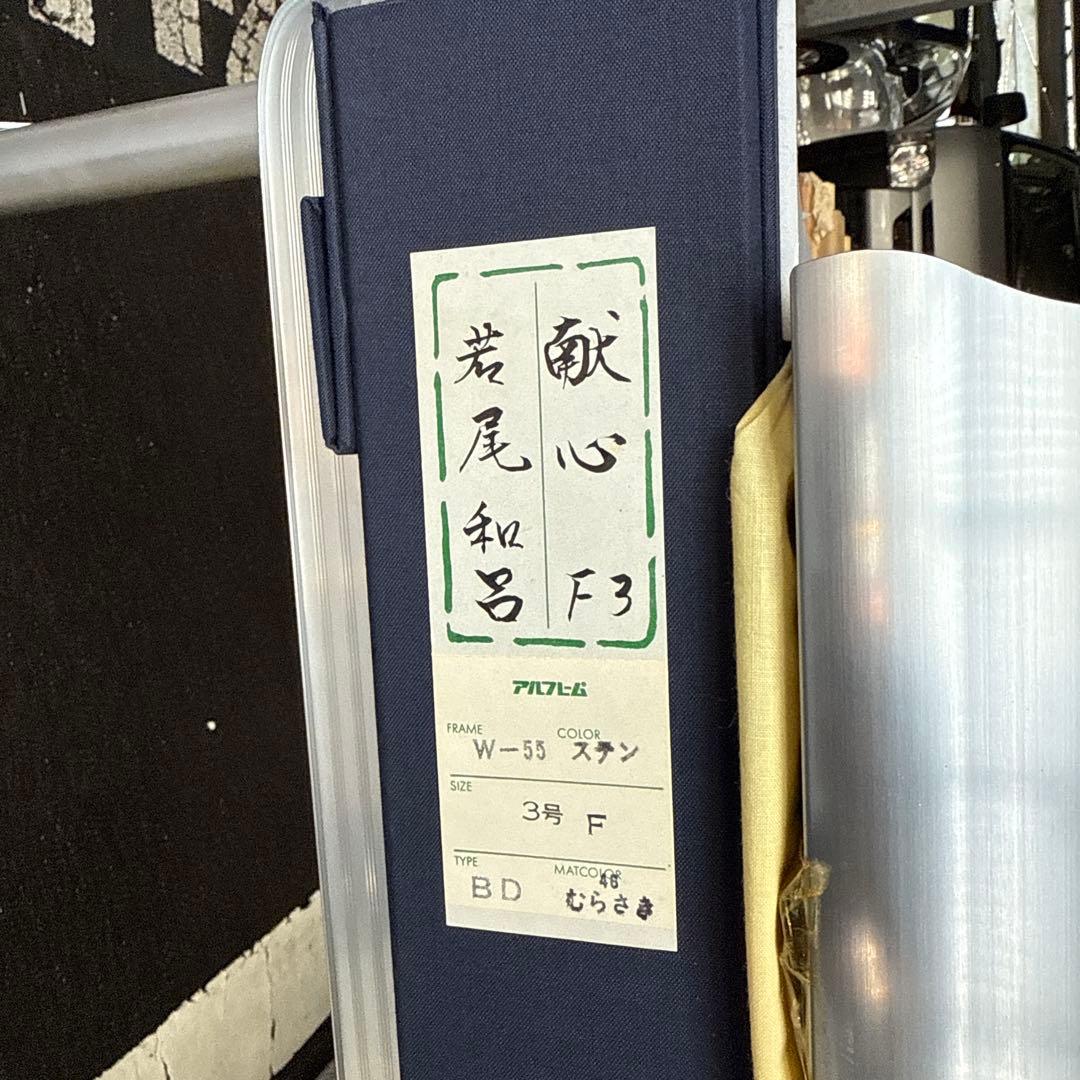 献心 F3
若尾和呂
アルフレーム
FRAME COLOR
W-55 ステン
SIZE
3号 F
TYPE MATCOLOR
BD 46
むらさき